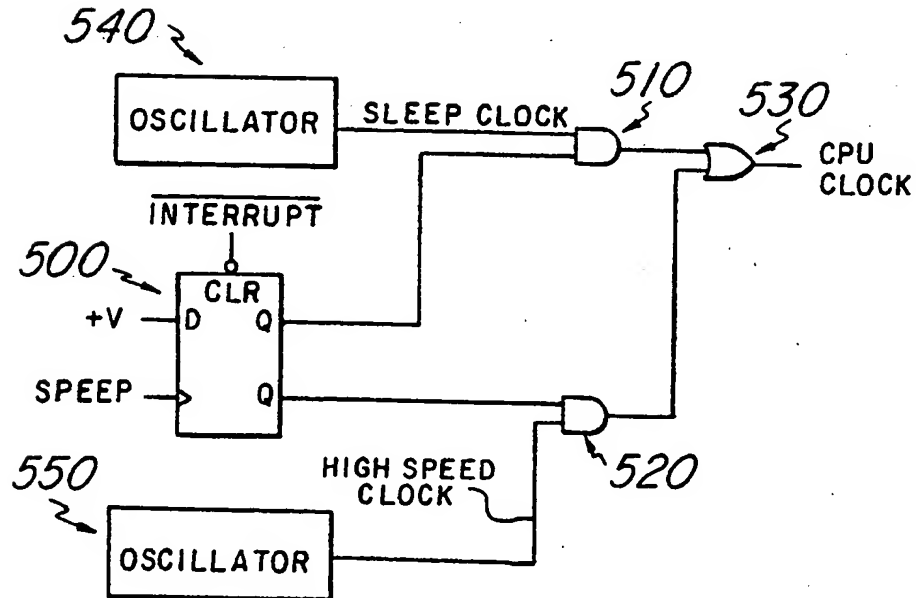 540
OSCILLATOR
SLEEP CLOCK
510
530
CPU
CLOCK
INTERRUPT
500
CLR
+V
D
Q
SPEEP
Q
520
550
HIGH SPEED
CLOCK
OSCILLATOR